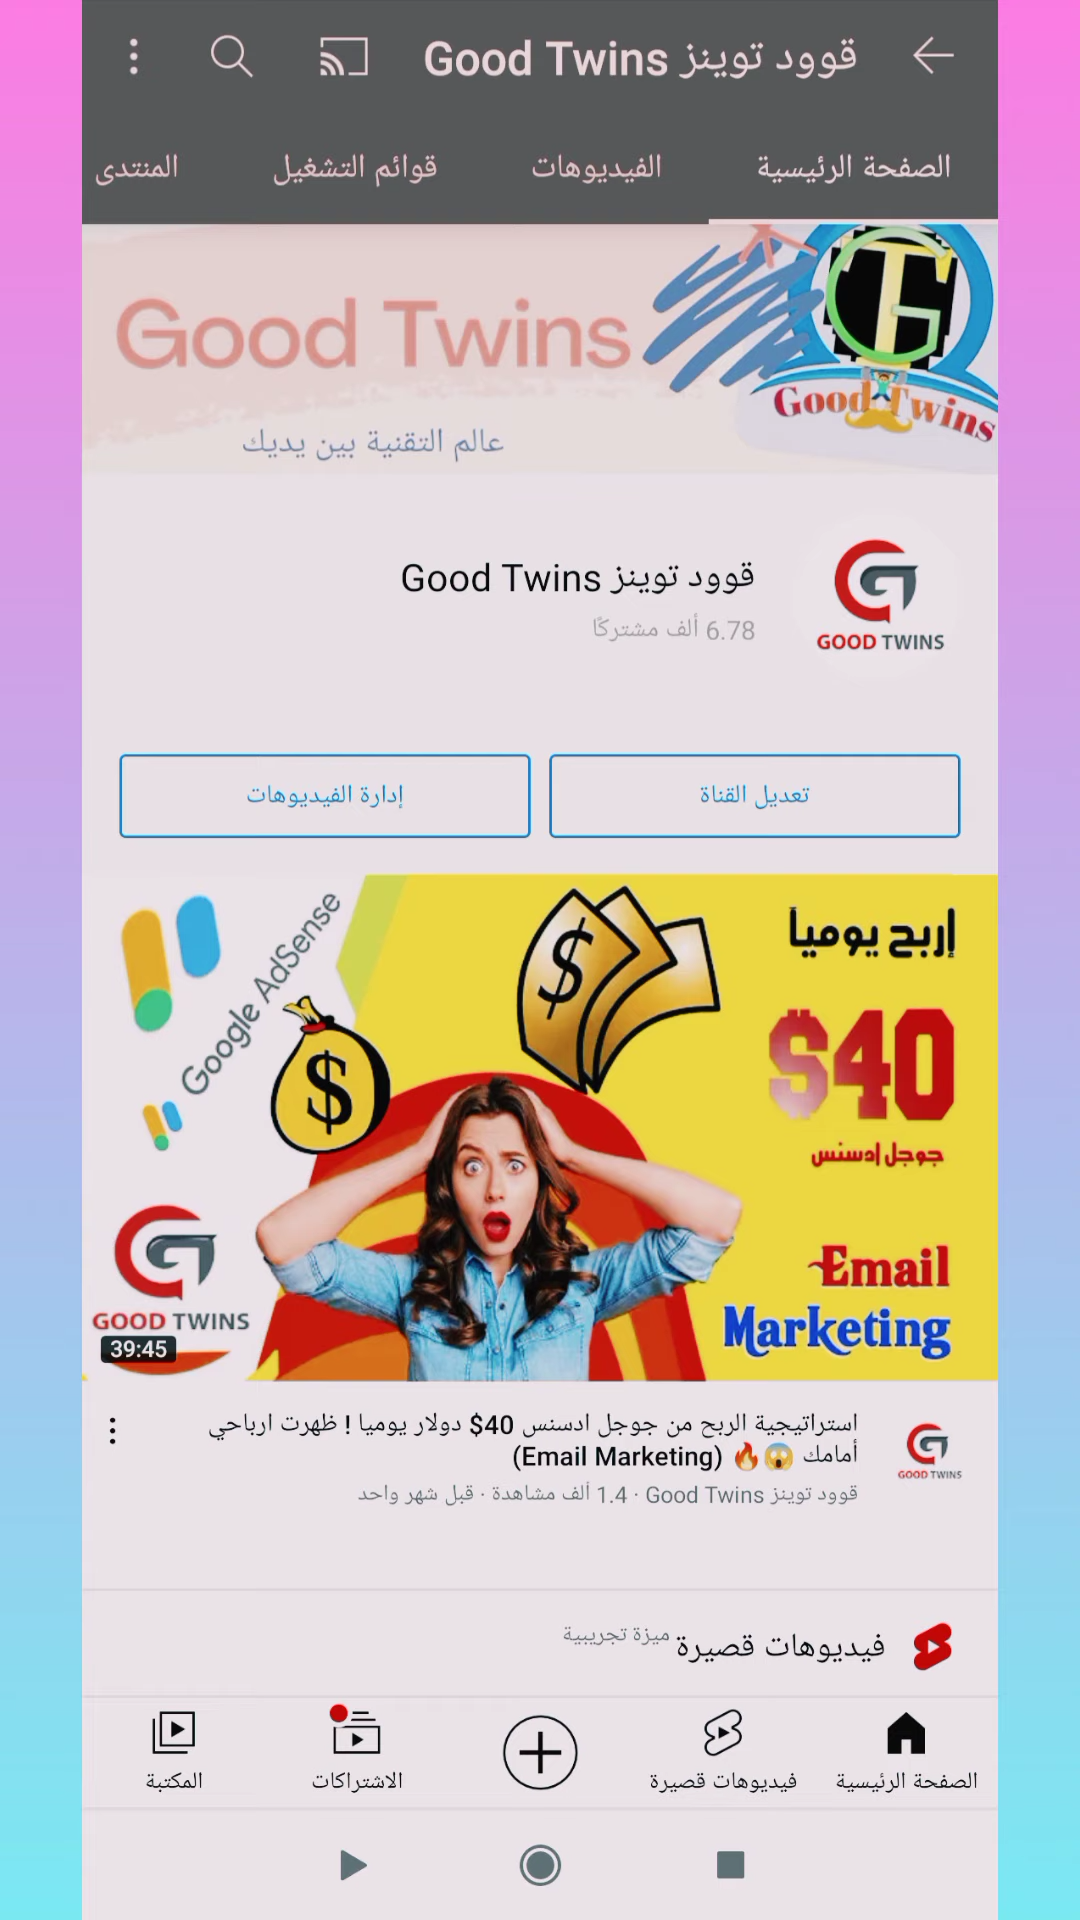 قوود توينز Good Twins
الصفحة الرئيسية
الفيديوهات
قوائم التشغيل
المنتدى
Good Twins
عالم التقنية بين يديك
GT
Good Twins
قوود توينز Good Twins
6.78 ألف مشتركًا
GOOD TWINS
تعديل القناة
إدارة الفيديوهات
إربح يومياً
$40
جوجل ادسنس
Email
Marketing
Google AdSense
$
$
GOOD TWINS
39:45
استراتيجية الربح من جوجل ادسنس 40$ دولار يوميا ! ظهرت ارباحي
أمامك 😱🔥 (Email Marketing)
قوود توينز Good Twins · 1.4 ألف مشاهدة · قبل شهر واحد
GOOD TWINS
فيديوهات قصيرة ميزة تجريبية
الصفحة الرئيسية
فيديوهات قصيرة
الاشتراكات
المكتبة